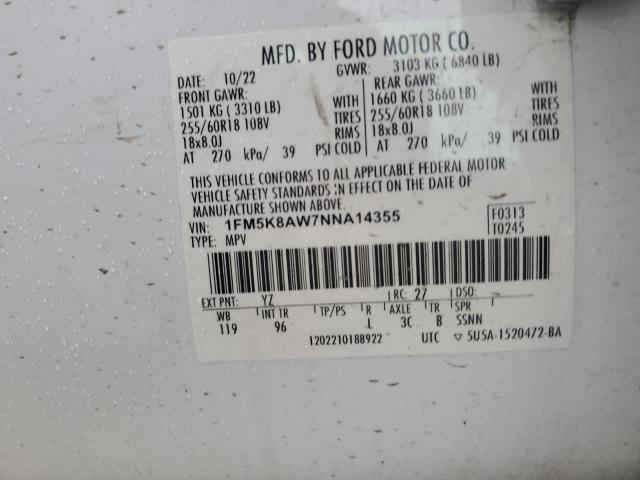 MFD. BY FORD MOTOR CO.
DATE: 10/22 GVWR: 3103 KG ( 6840 LB)
FRONT GAWR: REAR GAWR:
1501 KG ( 3310 LB) WITH 1660 KG ( 3660 LB) WITH
255/60R18 108V TIRES 255/60R18 108V TIRES
18x8.0J RIMS 18x8.0J RIMS
AT 270 kPa/ 39 PSI COLD AT 270 kPa/ 39 PSI COLD
THIS VEHICLE CONFORMS TO ALL APPLICABLE FEDERAL MOTOR
VEHICLE SAFETY STANDARDS IN EFFECT ON THE DATE OF
MANUFACTURE SHOWN ABOVE.
VIN: 1FM5K8AW7NNA14355 F0313
TYPE: MPV T0245
EXT PNT: YZ RC: 27 DSO:
WB INT TR TP/PS R AXLE TR SPR
119 96 L 3C B SSNN
1202210188922 UTC ▽ 5U5A-1520472-BA